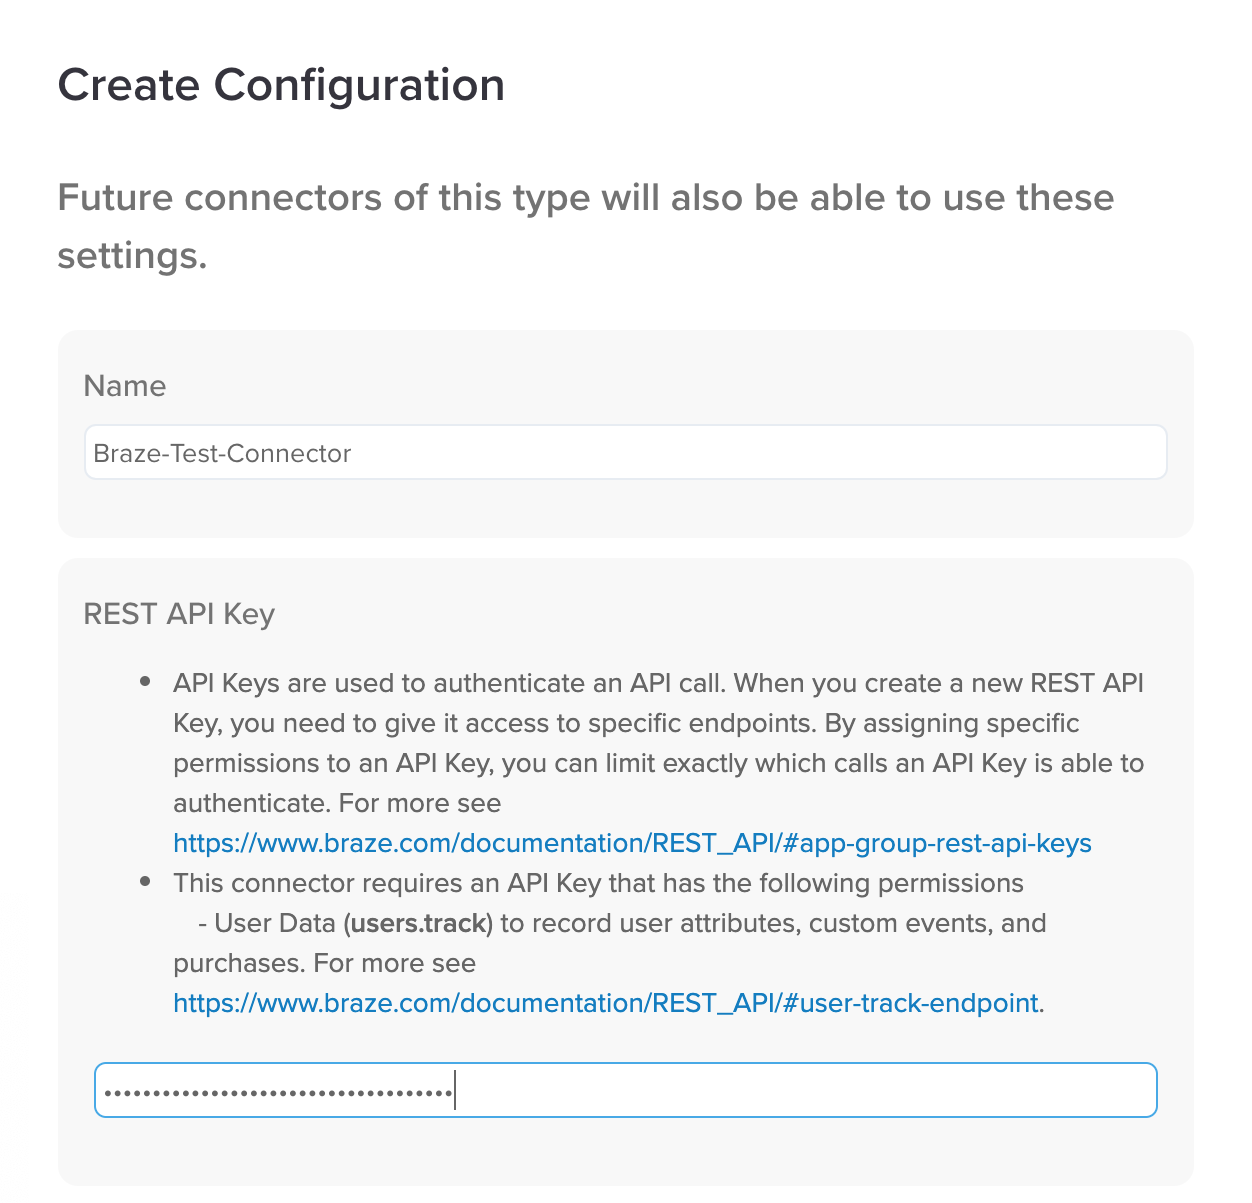 Create Configuration
Future connectors of this type will also be able to use these
settings.
Name
Braze-Test-Connector
REST API Key
• API Keys are used to authenticate an API call. When you create a new REST API
Key, you need to give it access to specific endpoints. By assigning specific
permissions to an API Key, you can limit exactly which calls an API Key is able to
authenticate. For more see
https://www.braze.com/documentation/REST_API/#app-group-rest-api-keys
• This connector requires an API Key that has the following permissions
- User Data (users.track) to record user attributes, custom events, and
purchases. For more see
https://www.braze.com/documentation/REST_API/#user-track-endpoint.
••••••••••••••••••••••••••••••••••••